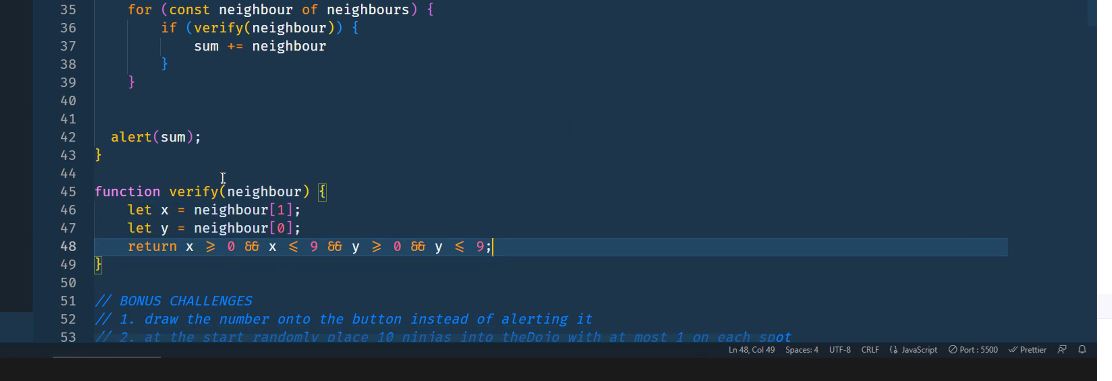 35 for (const neighbour of neighbours) {
36 if (verify(neighbour)) {
37 sum += neighbour
38 }
39 }
40
41
42 alert(sum);
43 }
44
45 function verify(neighbour) {
46 let x = neighbour[1];
47 let y = neighbour[0];
48 return x >= 0 && x <= 9 && y >= 0 && y <= 9;
49 }
50
51 // BONUS CHALLENGES
52 // 1. draw the number onto the button instead of alerting it
53 // 2. at the start randomly place 10 ninjas into theDojo with at most 1 on each spot
Ln 48, Col 49 Spaces: 4 UTF-8 CRLF JavaScript Port : 5500 Prettier